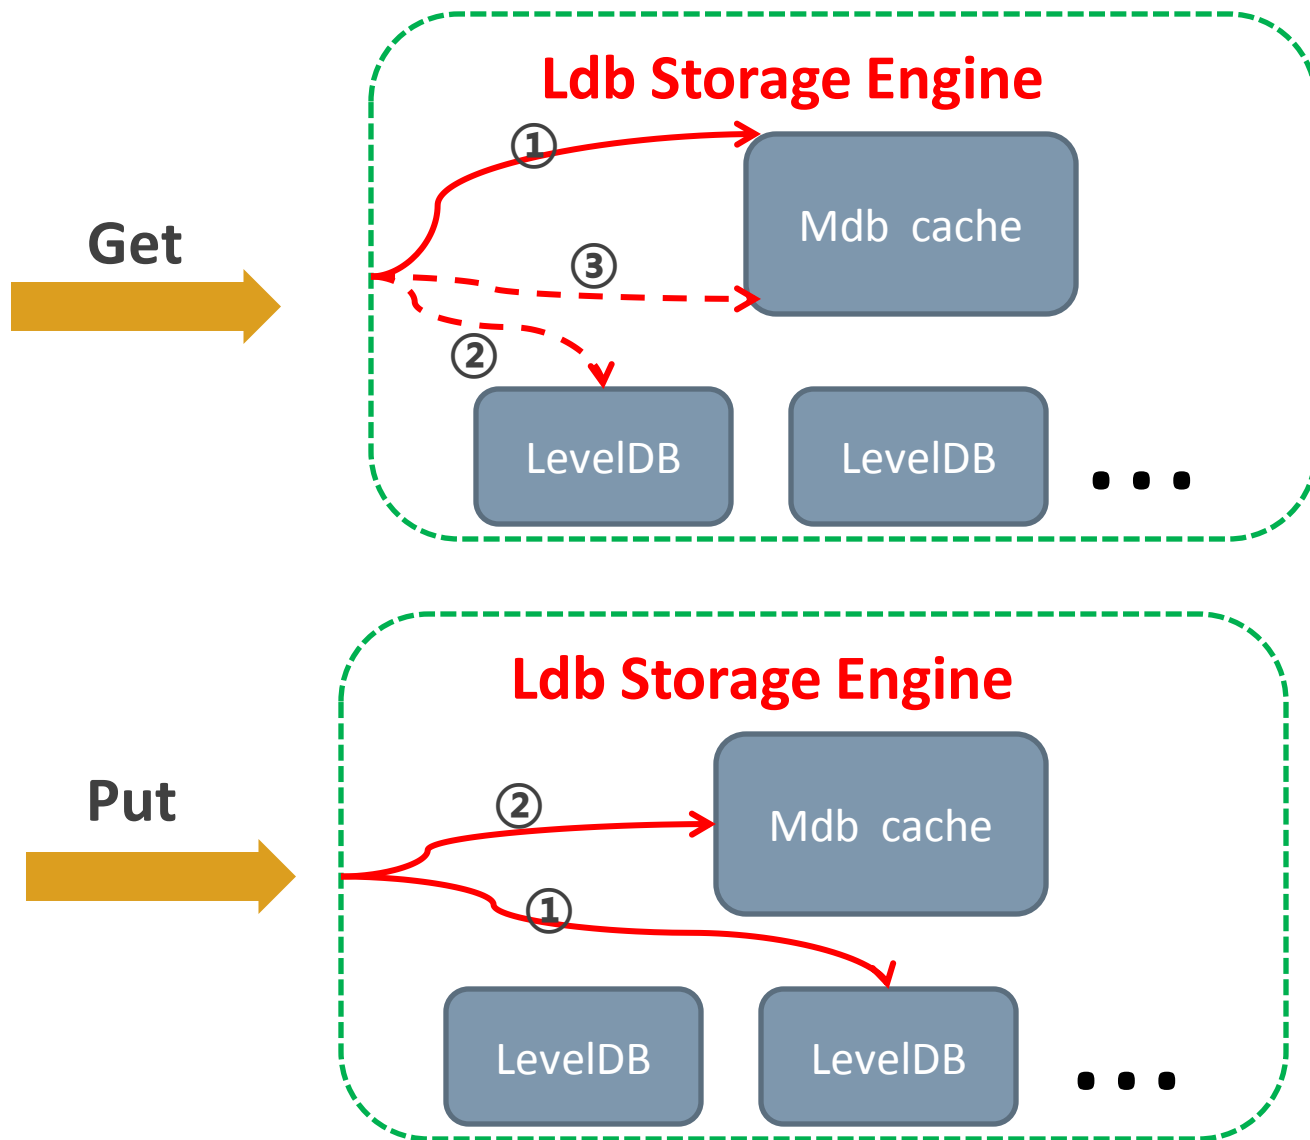 Ldb Storage Engine
①
Mdb cache
Get
③
②
LevelDB
LevelDB
...
Ldb Storage Engine
Put
②
Mdb cache
①
LevelDB
LevelDB
...